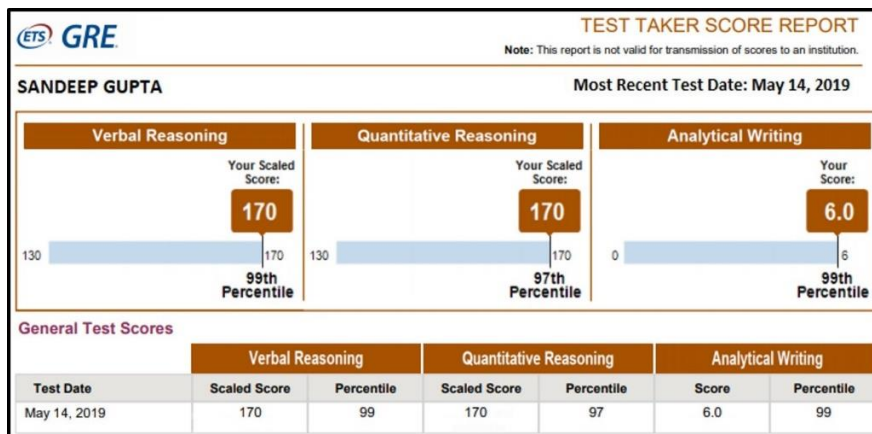 ETS GRE
TEST TAKER SCORE REPORT
Note: This report is not valid for transmission of scores to an institution.
SANDEEP GUPTA
Most Recent Test Date: May 14, 2019
Verbal Reasoning
Your Scaled
Score:
170
130
170
99th
Percentile
Quantitative Reasoning
Your Scaled
Score:
170
130
170
97th
Percentile
Analytical Writing
Your
Score:
6.0
0
6
99th
Percentile
General Test Scores
Verbal Reasoning Quantitative Reasoning Analytical Writing
Test Date Scaled Score Percentile Scaled Score Percentile Score Percentile
May 14, 2019 170 99 170 97 6.0 99